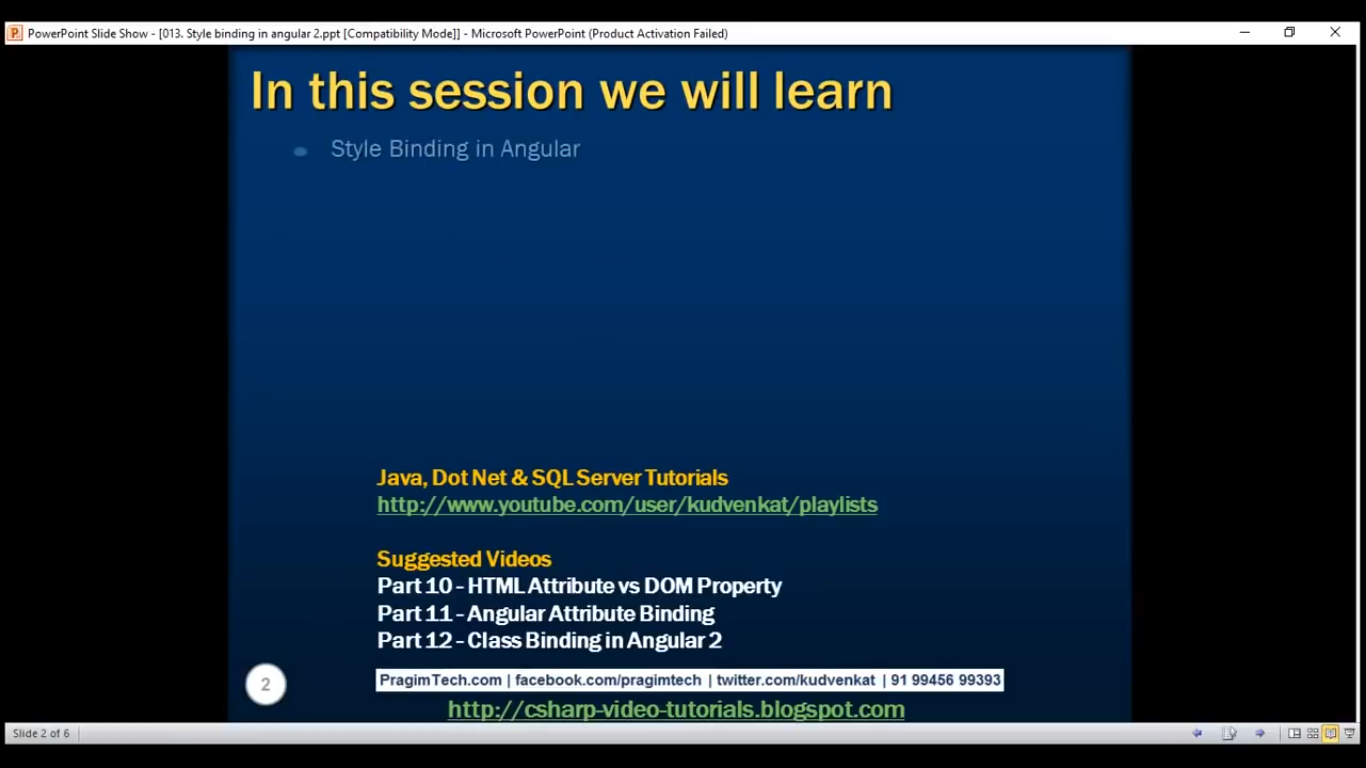 PowerPoint Slide Show - [013. Style binding in angular 2.ppt [Compatibility Mode]] - Microsoft PowerPoint (Product Activation Failed)
In this session we will learn
Style Binding in Angular
Java, Dot Net & SQL Server Tutorials
http://www.youtube.com/user/kudvenkat/playlists
Suggested Videos
Part 10 - HTML Attribute vs DOM Property
Part 11 - Angular Attribute Binding
Part 12 - Class Binding in Angular 2
2
PragimTech.com | facebook.com/pragimtech | twitter.com/kudvenkat | 91 99456 99393
http://csharp-video-tutorials.blogspot.com
Slide 2 of 6